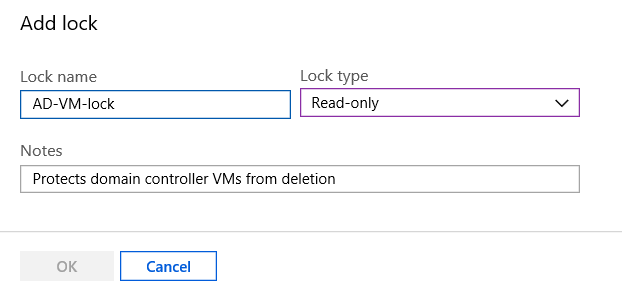 Add lock
Lock name
Lock type
AD-VM-lock
Read-only
Notes
Protects domain controller VMs from deletion
OK
Cancel